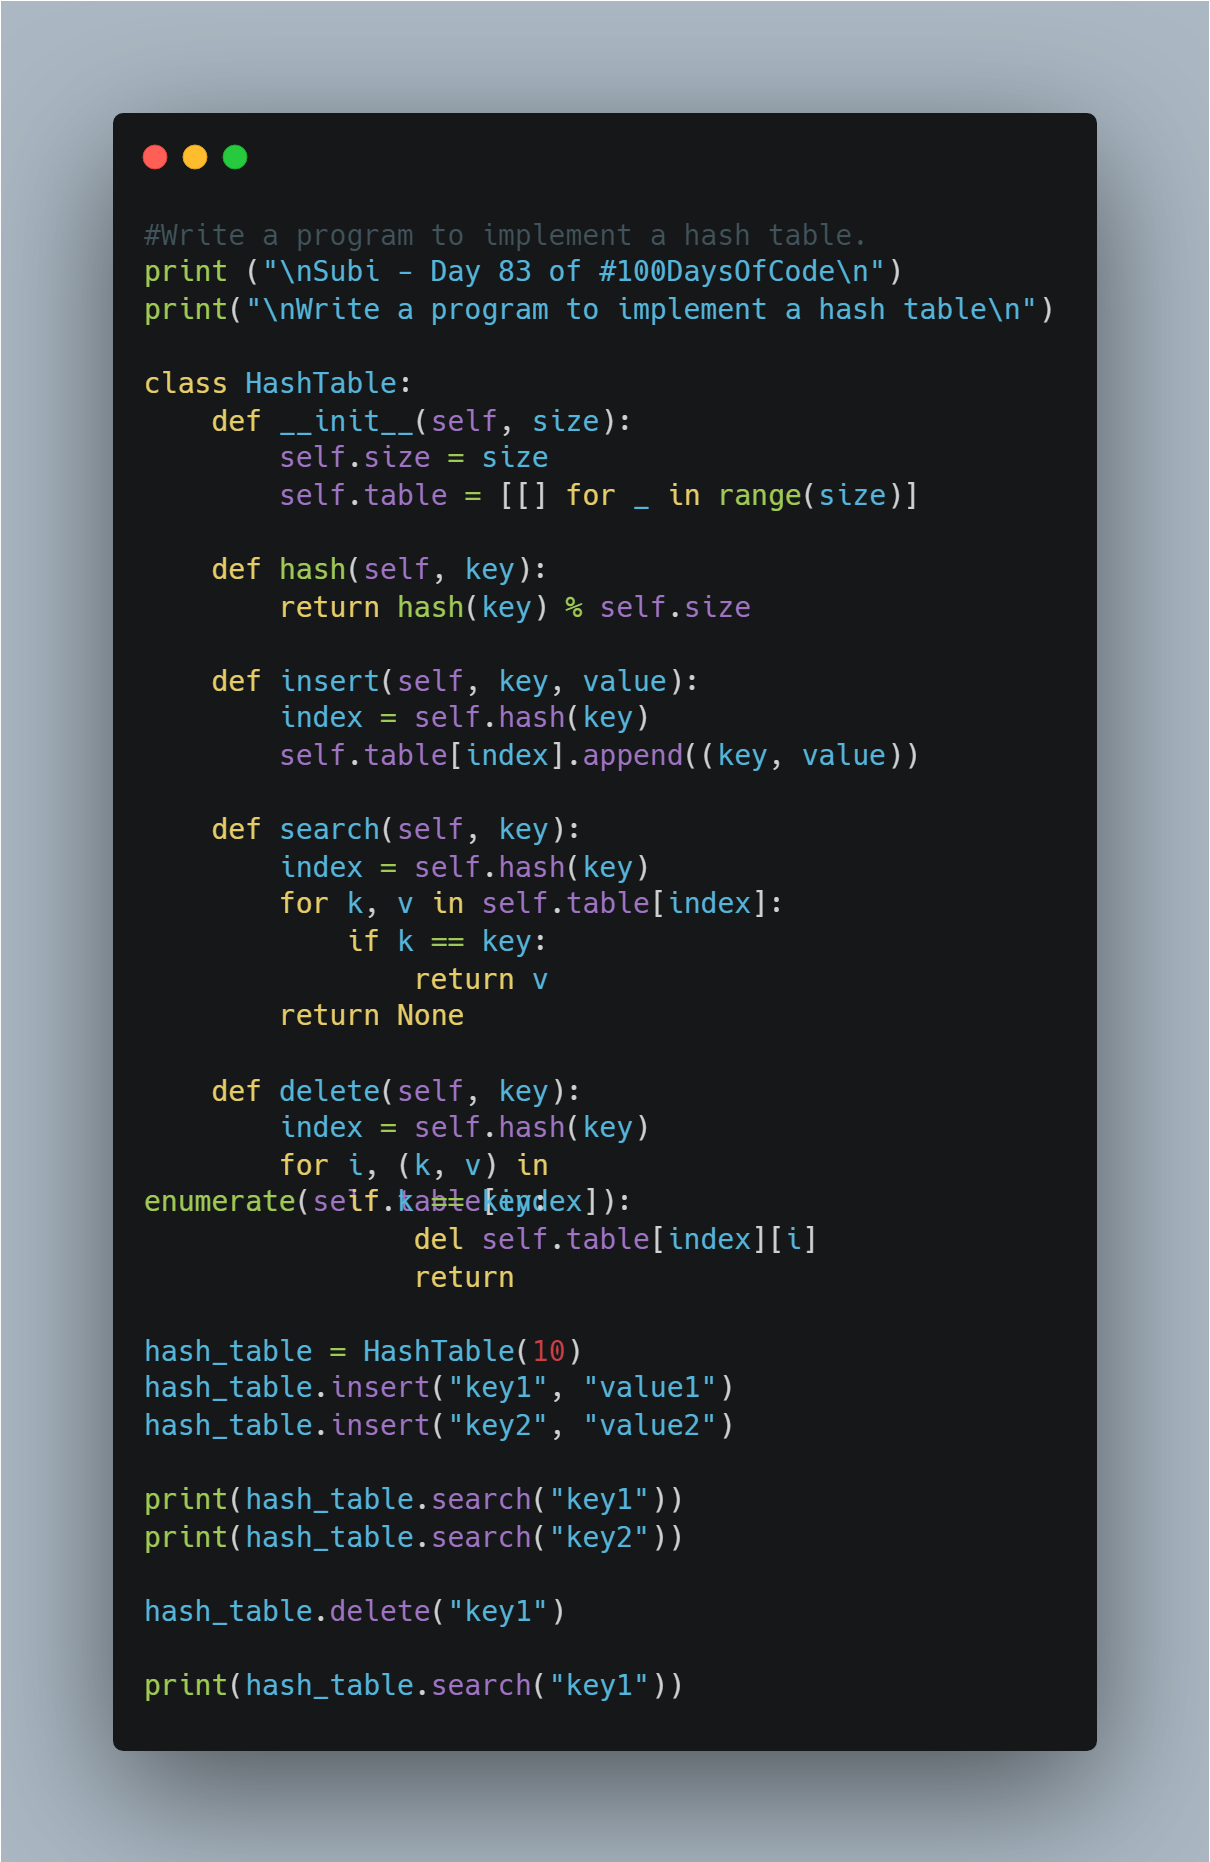 #Write a program to implement a hash table.
print ("\nSubi - Day 83 of #100DaysOfCode\n")
print("\nWrite a program to implement a hash table\n")

class HashTable:
    def __init__(self, size):
        self.size = size
        self.table = [[] for _ in range(size)]

    def hash(self, key):
        return hash(key) % self.size

    def insert(self, key, value):
        index = self.hash(key)
        self.table[index].append((key, value))

    def search(self, key):
        index = self.hash(key)
        for k, v in self.table[index]:
            if k == key:
                return v
        return None

    def delete(self, key):
        index = self.hash(key)
        for i, (k, v) in
enumerate(self.table[index]):
            if k == key:
                del self.table[index][i]
                return

hash_table = HashTable(10)
hash_table.insert("key1", "value1")
hash_table.insert("key2", "value2")

print(hash_table.search("key1"))
print(hash_table.search("key2"))

hash_table.delete("key1")

print(hash_table.search("key1"))